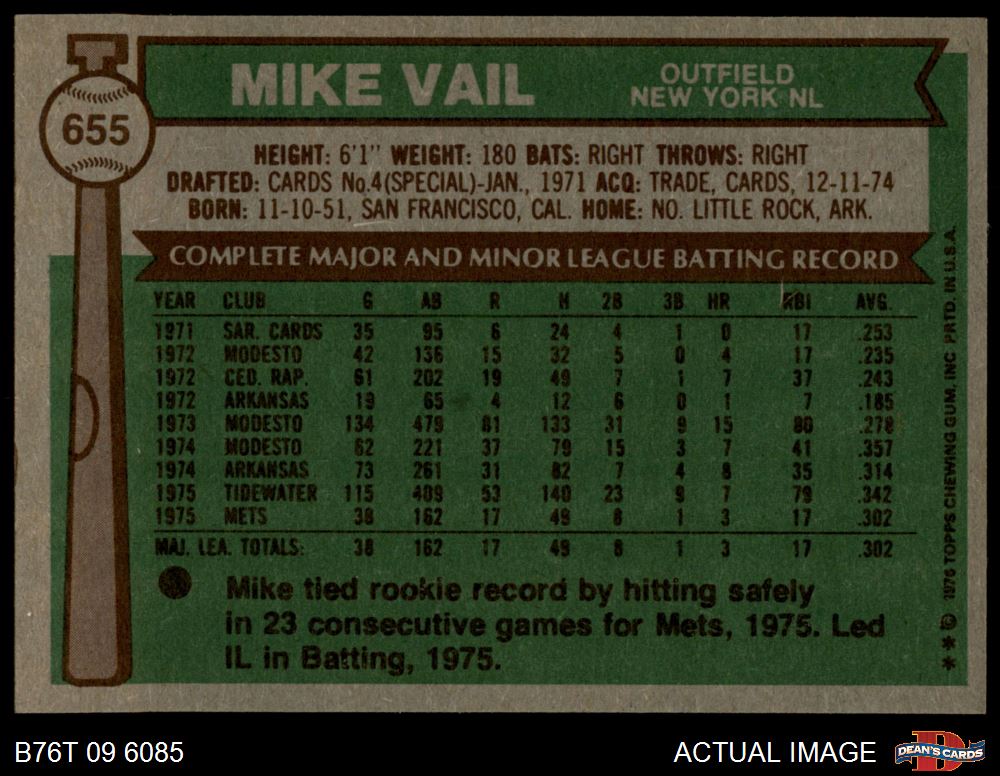 655
MIKE VAIL
OUTFIELD
NEW YORK NL
HEIGHT: 6'1" WEIGHT: 180 BATS: RIGHT THROWS: RIGHT
DRAFTED: CARDS No.4(SPECIAL)-JAN., 1971 ACQ: TRADE, CARDS, 12-11-74
BORN: 11-10-51, SAN FRANCISCO, CAL. HOME: NO. LITTLE ROCK, ARK.
COMPLETE MAJOR AND MINOR LEAGUE BATTING RECORD
YEAR CLUB G AB R H 2B 3B HR RBI AVG.
1971 SAR. CARDS 35 95 6 24 4 1 0 17 .253
1972 MODESTO 42 136 15 32 5 0 4 17 .235
1972 CED. RAP. 61 202 19 49 7 1 7 37 .243
1972 ARKANSAS 19 65 4 12 6 0 1 7 .185
1973 MODESTO 134 479 81 133 31 9 15 80 .278
1974 MODESTO 62 221 37 79 15 3 7 41 .357
1974 ARKANSAS 73 261 31 82 7 4 8 35 .314
1975 TIDEWATER 115 409 53 140 23 9 7 79 .342
1975 METS 38 162 17 49 8 1 3 17 .302
MAJ. LEA. TOTALS: 38 162 17 49 8 1 3 17 .302
Mike tied rookie record by hitting safely
in 23 consecutive games for Mets, 1975. Led
IL in Batting, 1975.
* * © 1976 TOPPS CHEWING GUM, INC PRTD. IN U.S.A.
B76T 09 6085
ACTUAL IMAGE
DEAN'S CARDS